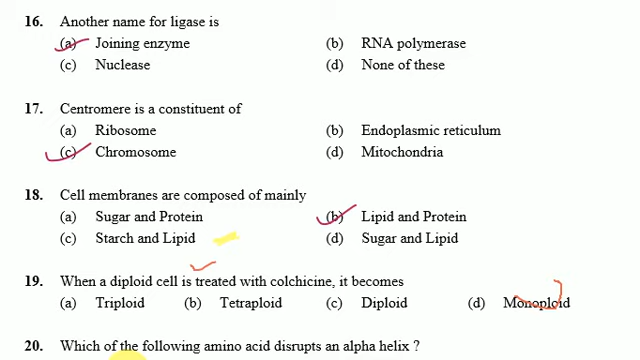 16. Another name for ligase is
(a) Joining enzyme (b) RNA polymerase
(c) Nuclease (d) None of these
17. Centromere is a constituent of
(a) Ribosome (b) Endoplasmic reticulum
(c) Chromosome (d) Mitochondria
18. Cell membranes are composed of mainly
(a) Sugar and Protein (b) Lipid and Protein
(c) Starch and Lipid (d) Sugar and Lipid
19. When a diploid cell is treated with colchicine, it becomes
(a) Triploid (b) Tetraploid (c) Diploid (d) Monoploid
20. Which of the following amino acid disrupts an alpha helix ?